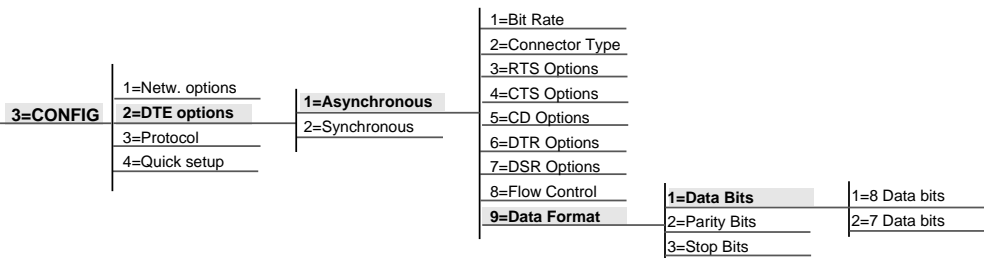 3=CONFIG
1=Netw. options
2=DTE options
3=Protocol
4=Quick setup
1=Asynchronous
2=Synchronous
1=Bit Rate
2=Connector Type
3=RTS Options
4=CTS Options
5=CD Options
6=DTR Options
7=DSR Options
8=Flow Control
9=Data Format
1=Data Bits
2=Parity Bits
3=Stop Bits
1=8 Data bits
2=7 Data bits